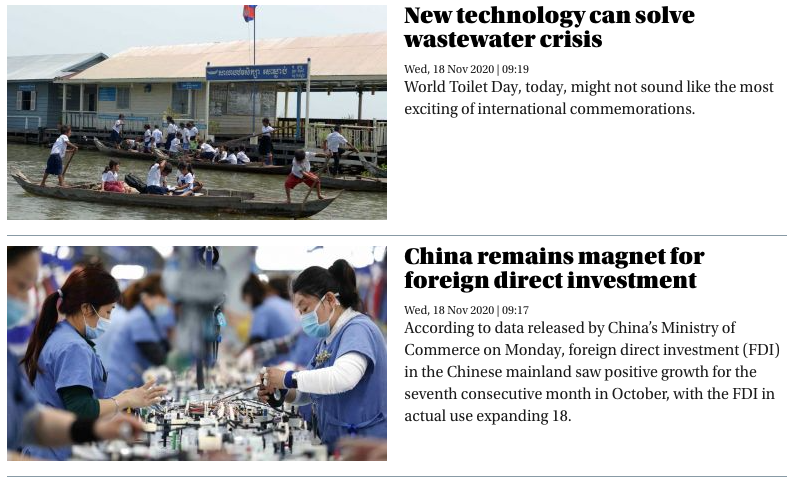 New technology can solve
wastewater crisis
Wed, 18 Nov 2020 | 09:19
World Toilet Day, today, might not sound like the most
exciting of international commemorations.
China remains magnet for
foreign direct investment
Wed, 18 Nov 2020 | 09:17
According to data released by China’s Ministry of
Commerce on Monday, foreign direct investment (FDI)
in the Chinese mainland saw positive growth for the
seventh consecutive month in October, with the FDI in
actual use expanding 18.